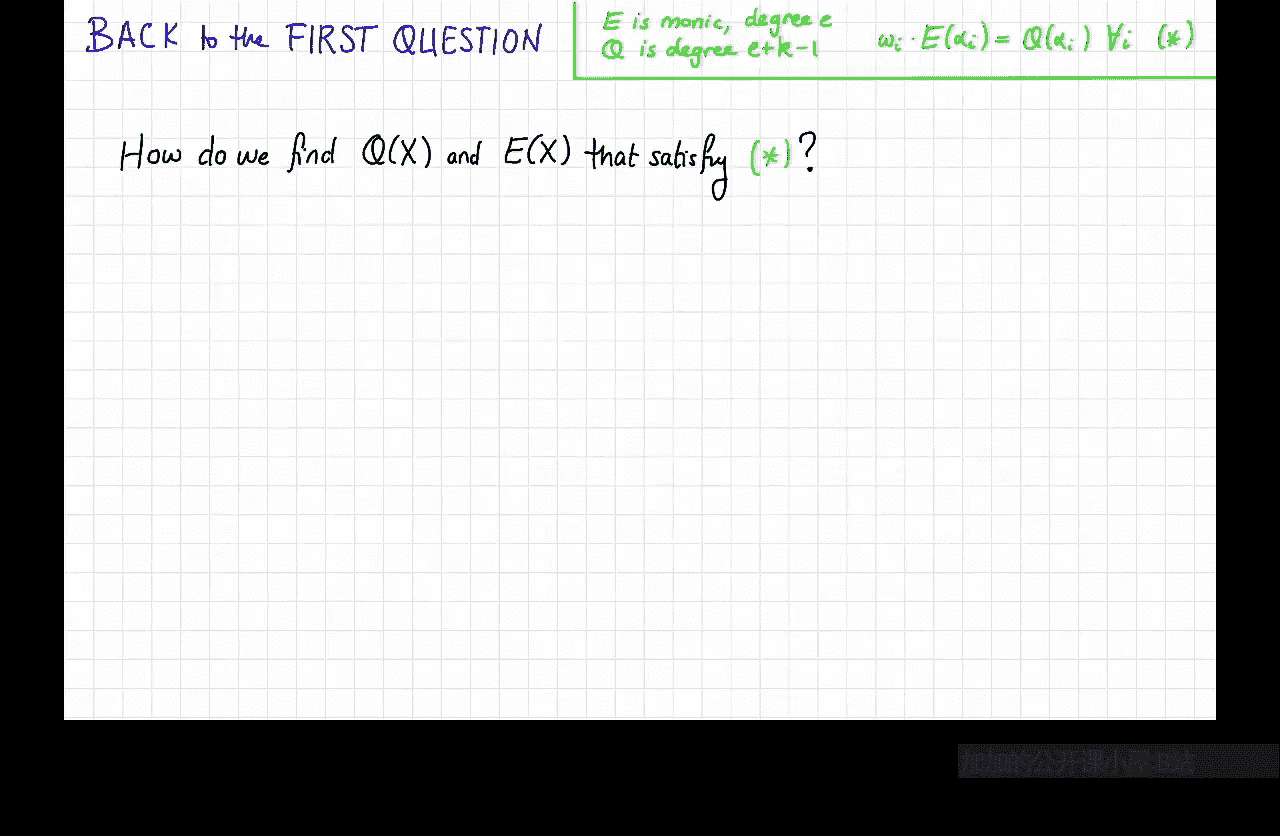 BACK to the FIRST QUESTION
E is monic, degree e
Q is degree e+k-1
ωᵢ · E(αᵢ) = Q(αᵢ) ∀i (*)
How do we find Q(X) and E(X) that satisfy (*)?